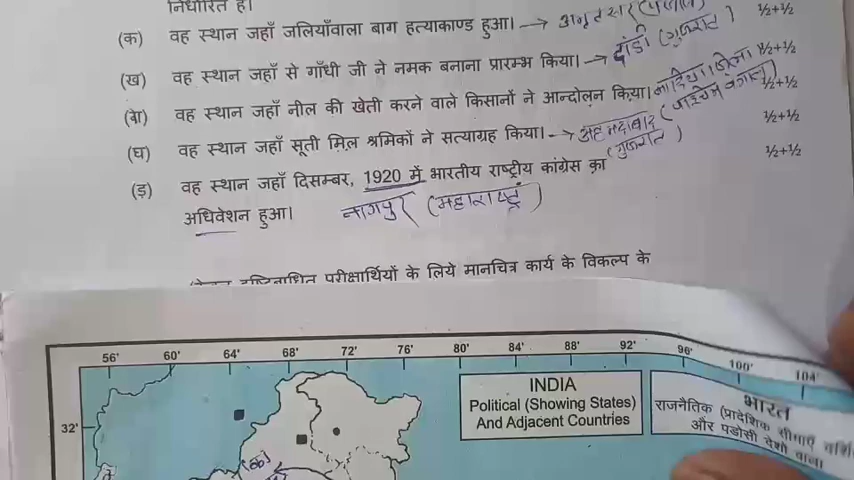 निर्धारित है।
(क) वह स्थान जहाँ जलियाँवाला बाग हत्याकाण्ड हुआ। → अमृतसर (पंजाब) ½+½
(ख) वह स्थान जहाँ से गाँधी जी ने नमक बनाना प्रारम्भ किया। → दांडी (गुजरात) ½+½
(ग) वह स्थान जहाँ नील की खेती करने वाले किसानों ने आन्दोलन किया। नादिया जिला (पश्चिम बंगाल) ½+½
(घ) वह स्थान जहाँ सूती मिल श्रमिकों ने सत्याग्रह किया। → अहमदाबाद (गुजरात) ½+½
(ड़) वह स्थान जहाँ दिसम्बर, 1920 में भारतीय राष्ट्रीय कांग्रेस का ½+½
अधिवेशन हुआ। नागपुर (महाराष्ट्र)
परीक्षार्थियों के लिये मानचित्र कार्य के विकल्प के
56' 60' 64' 68' 72' 76' 80' 84' 88' 92' 96' 100' 104'
32'
INDIA
Political (Showing States)
And Adjacent Countries
भारत
राजनैतिक (प्रादेशिक सीमाएँ
और पडोसी देशों वाला
(क)